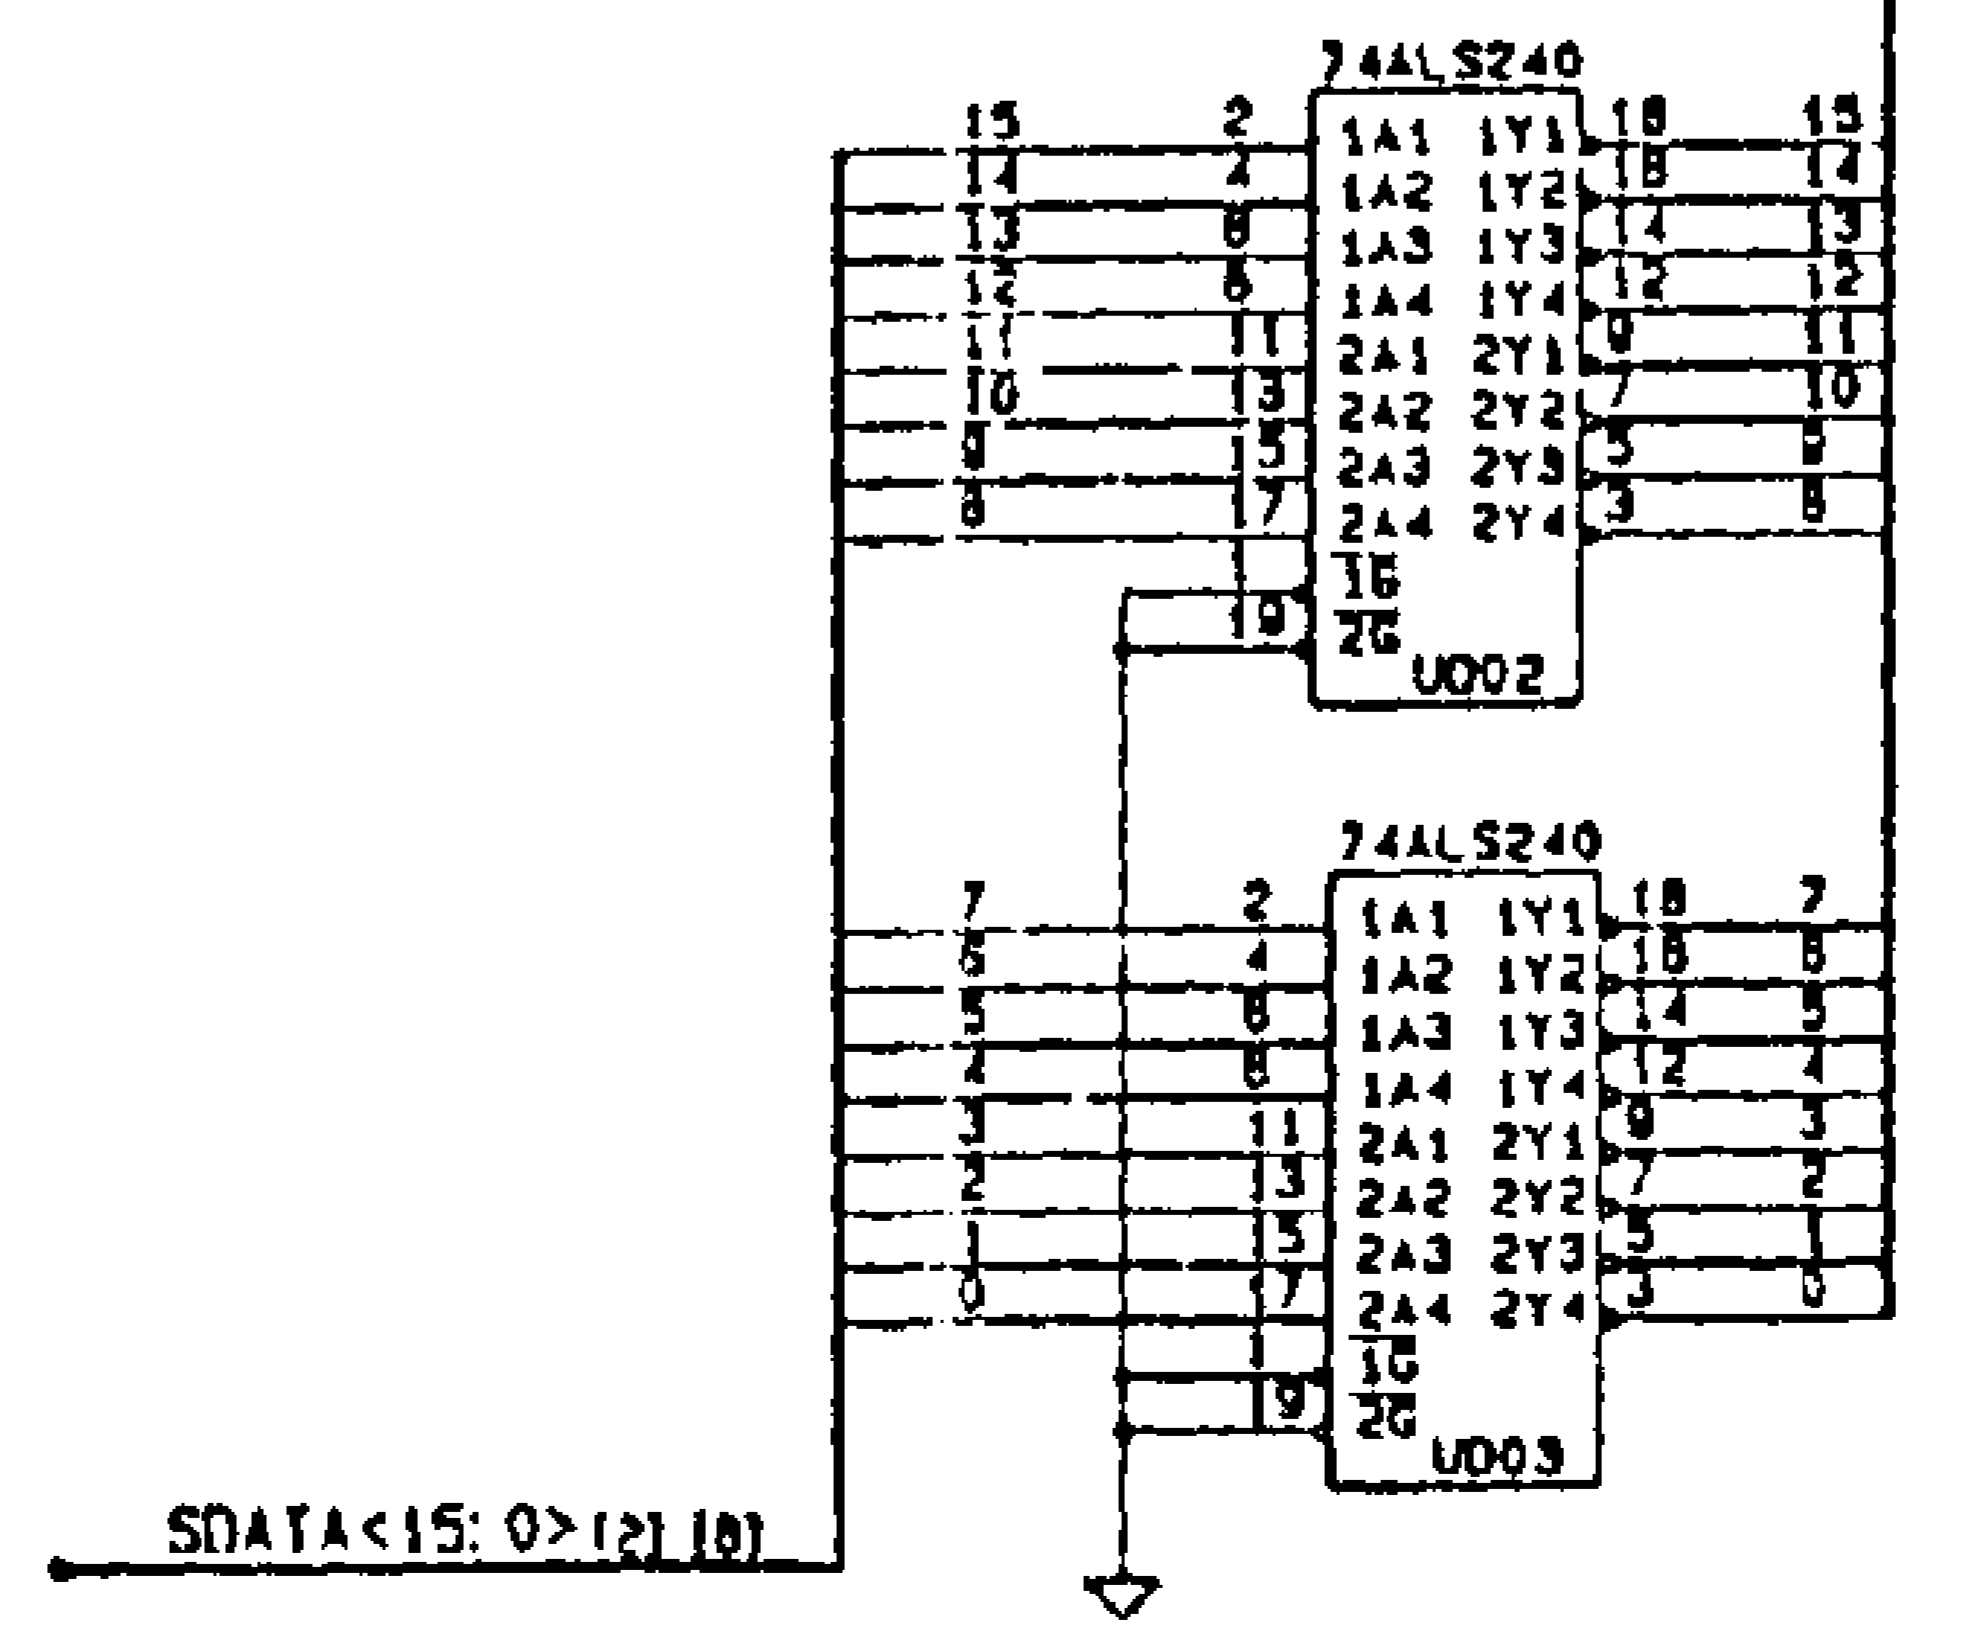 74ALS240
15 2 1A1 1Y1 18 15
14 4 1A2 1Y2 16 14
13 6 1A3 1Y3 14 13
12 8 1A4 1Y4 12 12
11 11 2A1 2Y1 9 11
10 13 2A2 2Y2 7 10
9 15 2A3 2Y3 5 9
8 17 2A4 2Y4 3 8
1 1G
19 2G
U002
74ALS240
7 2 1A1 1Y1 18 7
6 4 1A2 1Y2 16 6
5 6 1A3 1Y3 14 5
4 8 1A4 1Y4 12 4
3 11 2A1 2Y1 9 3
2 13 2A2 2Y2 7 2
1 15 2A3 2Y3 5 1
0 17 2A4 2Y4 3 0
1 1G
19 2G
U003
SDATA<15:0>